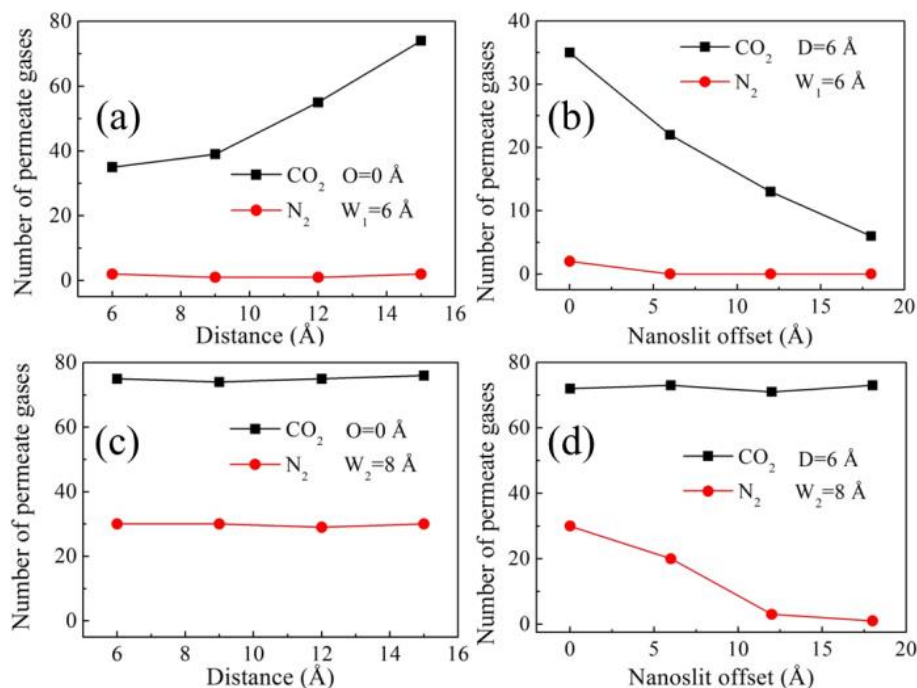 80
60
40
20
0
Number of permeate gases
(a)
CO₂ O=0 Å
N₂ W₁=6 Å
6 8 10 12 14 16
Distance (Å)
40
30
20
10
0
Number of permeate gases
(b)
CO₂ D=6 Å
N₂ W₁=6 Å
0 5 10 15 20
Nanoslit offset (Å)
80
60
40
20
0
Number of permeate gases
(c)
CO₂ O=0 Å
N₂ W₂=8 Å
6 8 10 12 14 16
Distance (Å)
80
60
40
20
0
Number of permeate gases
(d)
CO₂ D=6 Å
N₂ W₂=8 Å
0 5 10 15 20
Nanoslit offset (Å)